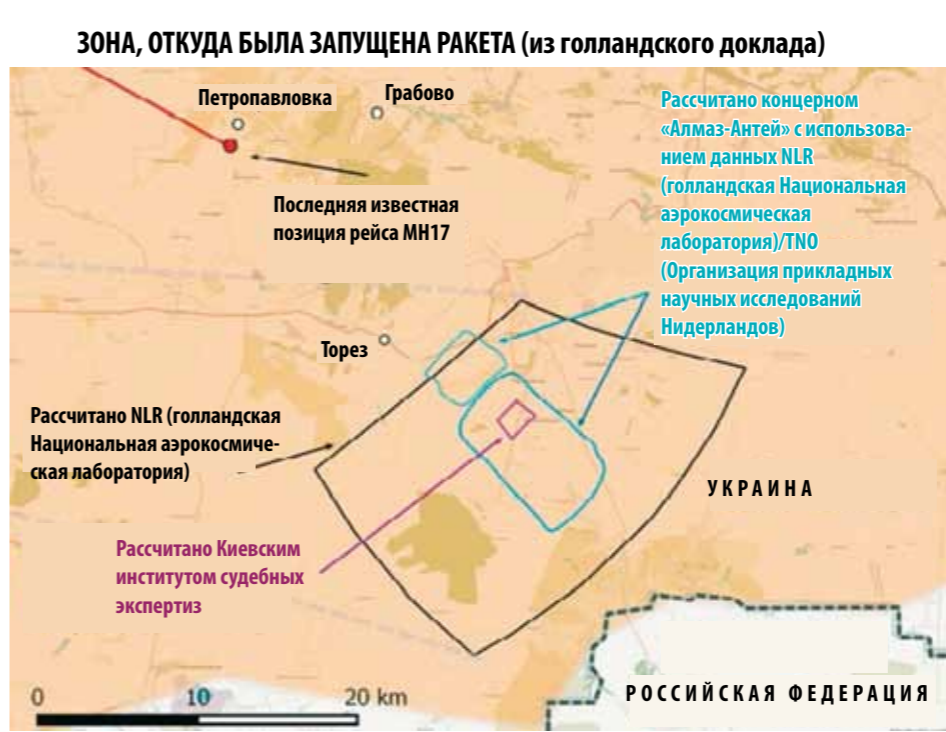 ЗОНА, ОТКУДА БЫЛА ЗАПУЩЕНА РАКЕТА (из голландского доклада)
Петропавловка
Грабово
Рассчитано концерном
«Алмаз-Антей» с использова-
нием данных NLR
(голландская Национальная
аэрокосмическая
лаборатория)/TNO
(Организация прикладных
научных исследований
Нидерландов)
Последняя известная
позиция рейса МН17
Торез
Рассчитано NLR (голландская
Национальная аэрокосмиче-
ская лаборатория)
УКРАИНА
Рассчитано Киевским
институтом судебных
экспертиз
РОССИЙСКАЯ ФЕДЕРАЦИЯ
0 10 20 km